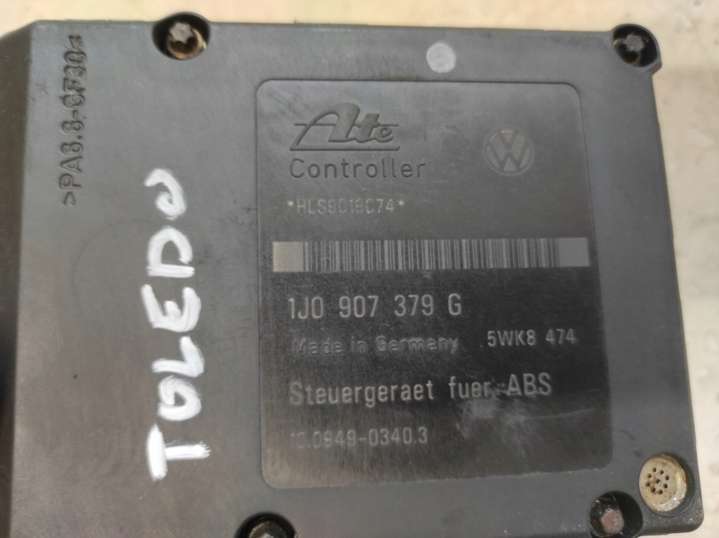 >PA6.6-GF30<
TOLEDO
Ate
Controller
1J0 907 379 G
Made in Germany 5WK8 474
Steuergeraet fuer ABS
10.0949-0340.3